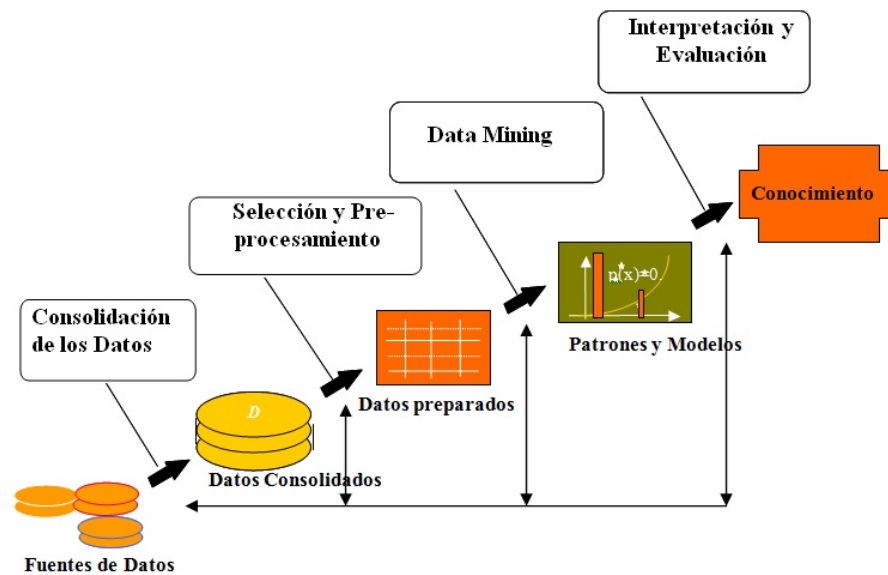 Interpretación y
Evaluación
Data Mining
Conocimiento
Selección y Pre-
procesamiento
Patrones y Modelos
Consolidación
de los Datos
Datos preparados
D
Datos Consolidados
Fuentes de Datos